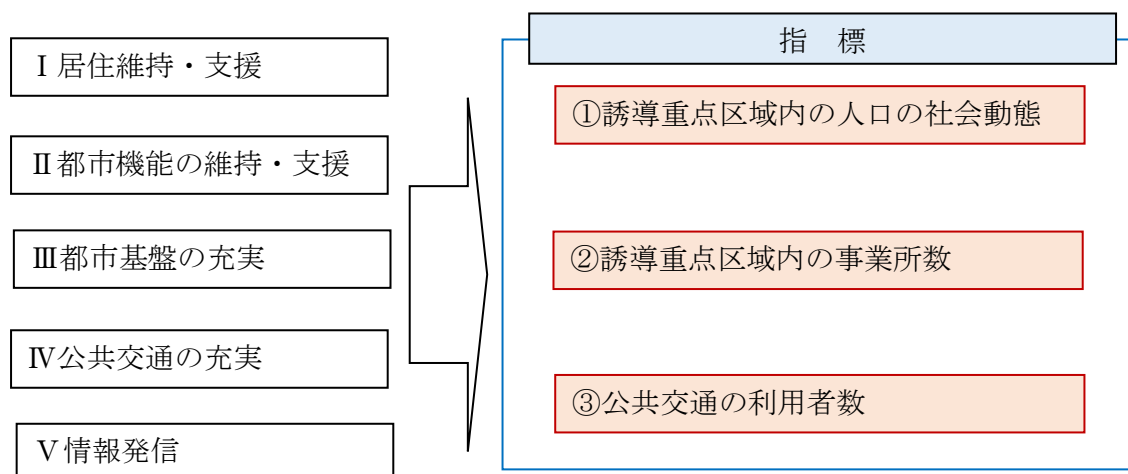 Ⅰ居住維持・支援
Ⅱ都市機能の維持・支援
Ⅲ都市基盤の充実
Ⅳ公共交通の充実
Ⅴ情報発信
指　標
①誘導重点区域内の人口の社会動態
②誘導重点区域内の事業所数
③公共交通の利用者数